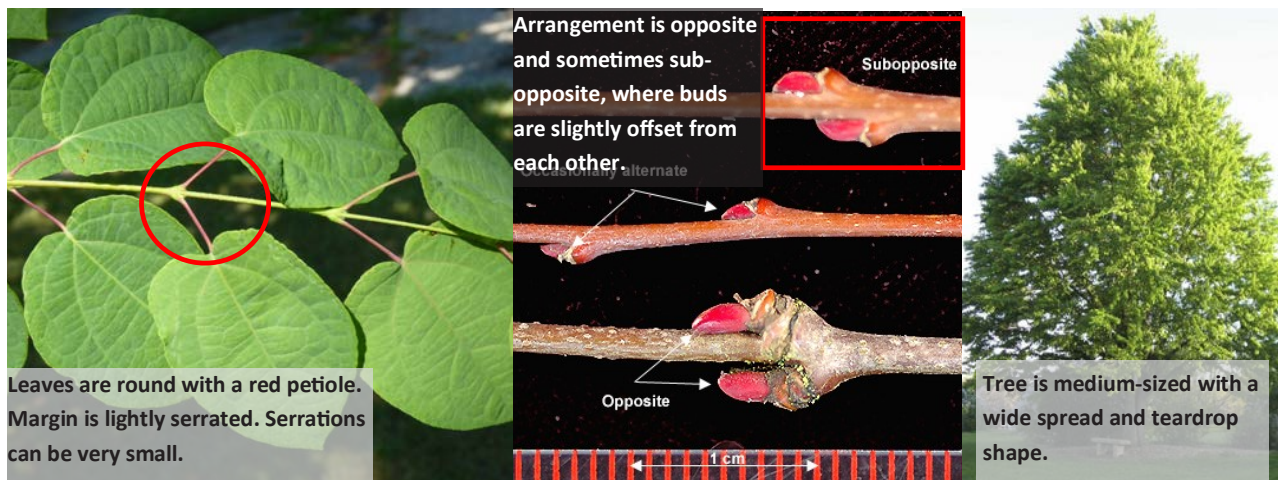 Leaves are round with a red petiole.
Margin is lightly serrated. Serrations
can be very small.
Arrangement is opposite
and sometimes sub-
opposite, where buds
are slightly offset from
each other.
Subopposite
Occasionally alternate
Opposite
1 cm
Tree is medium-sized with a
wide spread and teardrop
shape.